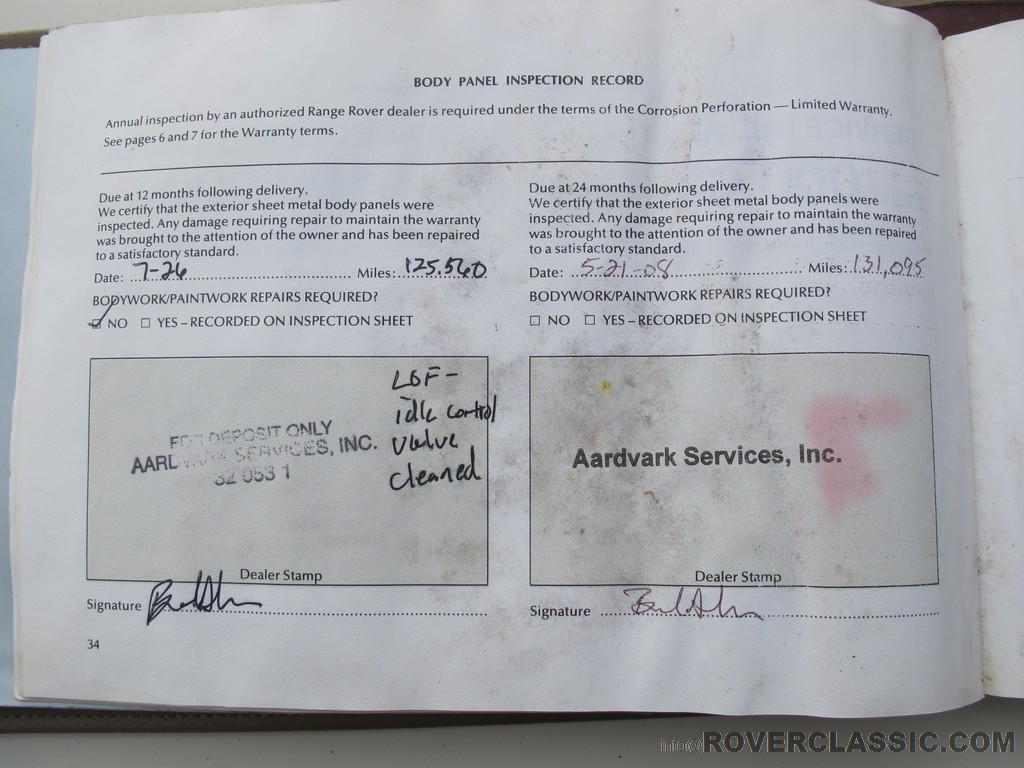 BODY PANEL INSPECTION RECORD
Annual inspection by an authorized Range Rover dealer is required under the terms of the Corrosion Perforation — Limited Warranty.
See pages 6 and 7 for the Warranty terms.
Due at 12 months following delivery.
We certify that the exterior sheet metal body panels were
inspected. Any damage requiring repair to maintain the warranty
was brought to the attention of the owner and has been repaired
to a satisfactory standard.
Date: 7-26 Miles: 125,560
BODYWORK/PAINTWORK REPAIRS REQUIRED?
☑ NO ☐ YES – RECORDED ON INSPECTION SHEET
LOF-
idle control
valve
cleaned
FOR DEPOSIT ONLY
AARDVARK SERVICES, INC.
32 053 1
Dealer Stamp
Signature
34
Due at 24 months following delivery.
We certify that the exterior sheet metal body panels were
inspected. Any damage requiring repair to maintain the warranty
was brought to the attention of the owner and has been repaired
to a satisfactory standard.
Date: 5-21-08 Miles: 131,095
BODYWORK/PAINTWORK REPAIRS REQUIRED?
☐ NO ☐ YES – RECORDED ON INSPECTION SHEET
Aardvark Services, Inc.
Dealer Stamp
Signature
info@ROVERCLASSIC.COM